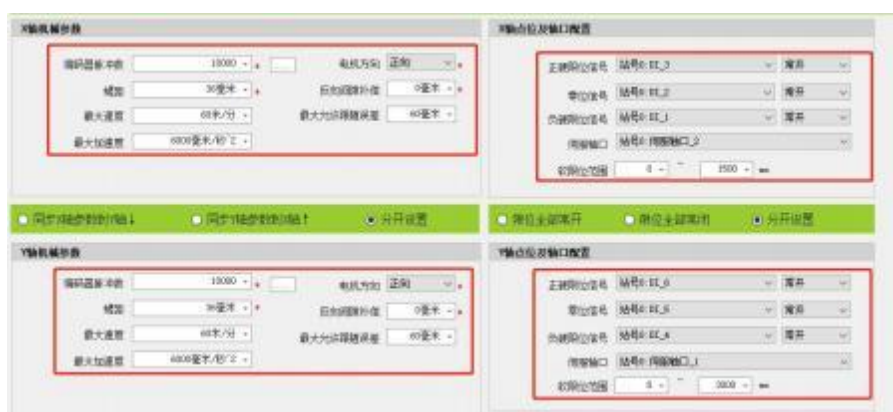 X轴机械参数
编码器脉冲数 10000 *
电机方向 正向 *
螺距 30毫米 *
反向间隙补偿 0毫米 *
最大速度 60米/分
最大允许跟随误差 60毫米
最大加速度 6000毫米/秒^2
X轴点位及轴口配置
正硬限位信号 站号0:EI_3 常开
零位信号 站号0:EI_2 常开
负硬限位信号 站号0:EI_1 常开
伺服轴口 站号0:伺服轴口_2
软限位范围 0 ~ 1500 mm
同步X轴参数到Y轴↓
同步Y轴参数到X轴↑
分开设置
限位全部常开
限位全部常闭
分开设置
Y轴机械参数
编码器脉冲数 10000 *
电机方向 正向 *
螺距 30毫米 *
反向间隙补偿 0毫米 *
最大速度 60米/分
最大允许跟随误差 60毫米
最大加速度 6000毫米/秒^2
Y轴点位及轴口配置
正硬限位信号 站号0:EI_6 常开
零位信号 站号0:EI_5 常开
负硬限位信号 站号0:EI_4 常开
伺服轴口 站号0:伺服轴口_1
软限位范围 0 ~ 3000 mm